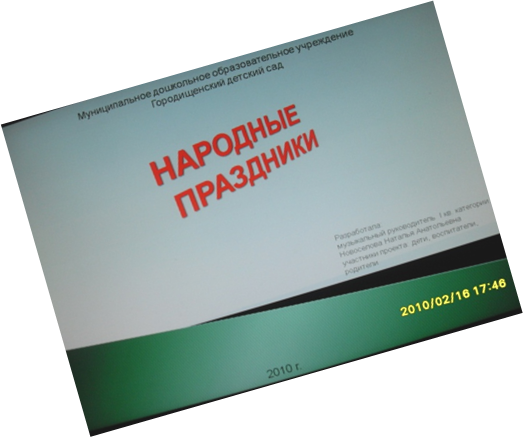 Муниципальное дошкольное образовательное учреждение
Городищенский детский сад
НАРОДНЫЕ
ПРАЗДНИКИ
Разработала:
музыкальный руководитель I кв. категории
Новоселова Наталья Анатольевна
участники проекта: дети, воспитатели,
родители.
2010/02/16 17:46
2010 г.